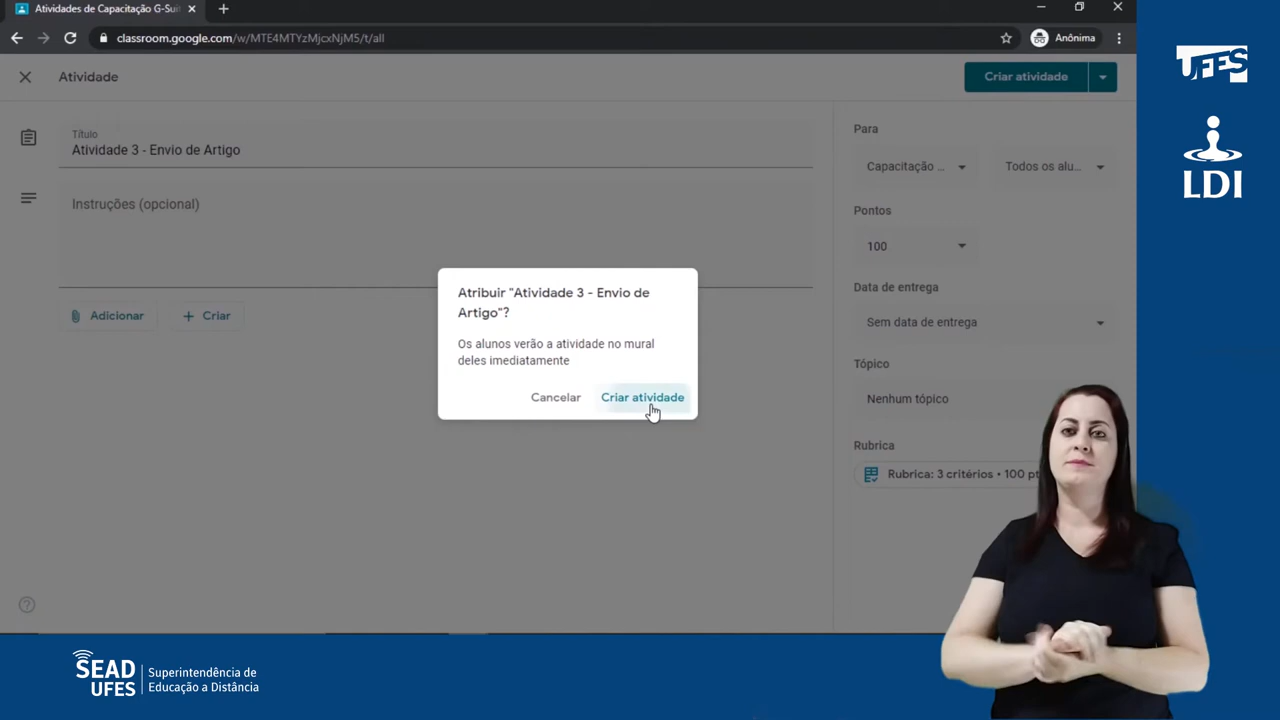 Atividades de Capacitação G-Suit
classroom.google.com/w/MTE4MTYzMjcxNjM5/t/all
Anônima
Atividade
Criar atividade
Título
Atividade 3 - Envio de Artigo
Instruções (opcional)
Adicionar
Criar
Para
Capacitação ...
Todos os alu...
Pontos
100
Data de entrega
Sem data de entrega
Tópico
Nenhum tópico
Rubrica
Rubrica: 3 critérios • 100 pt
Atribuir "Atividade 3 - Envio de
Artigo"?
Os alunos verão a atividade no mural
deles imediatamente
Cancelar
Criar atividade
UFES
LDI
SEAD
UFES
Superintendência de
Educação a Distância